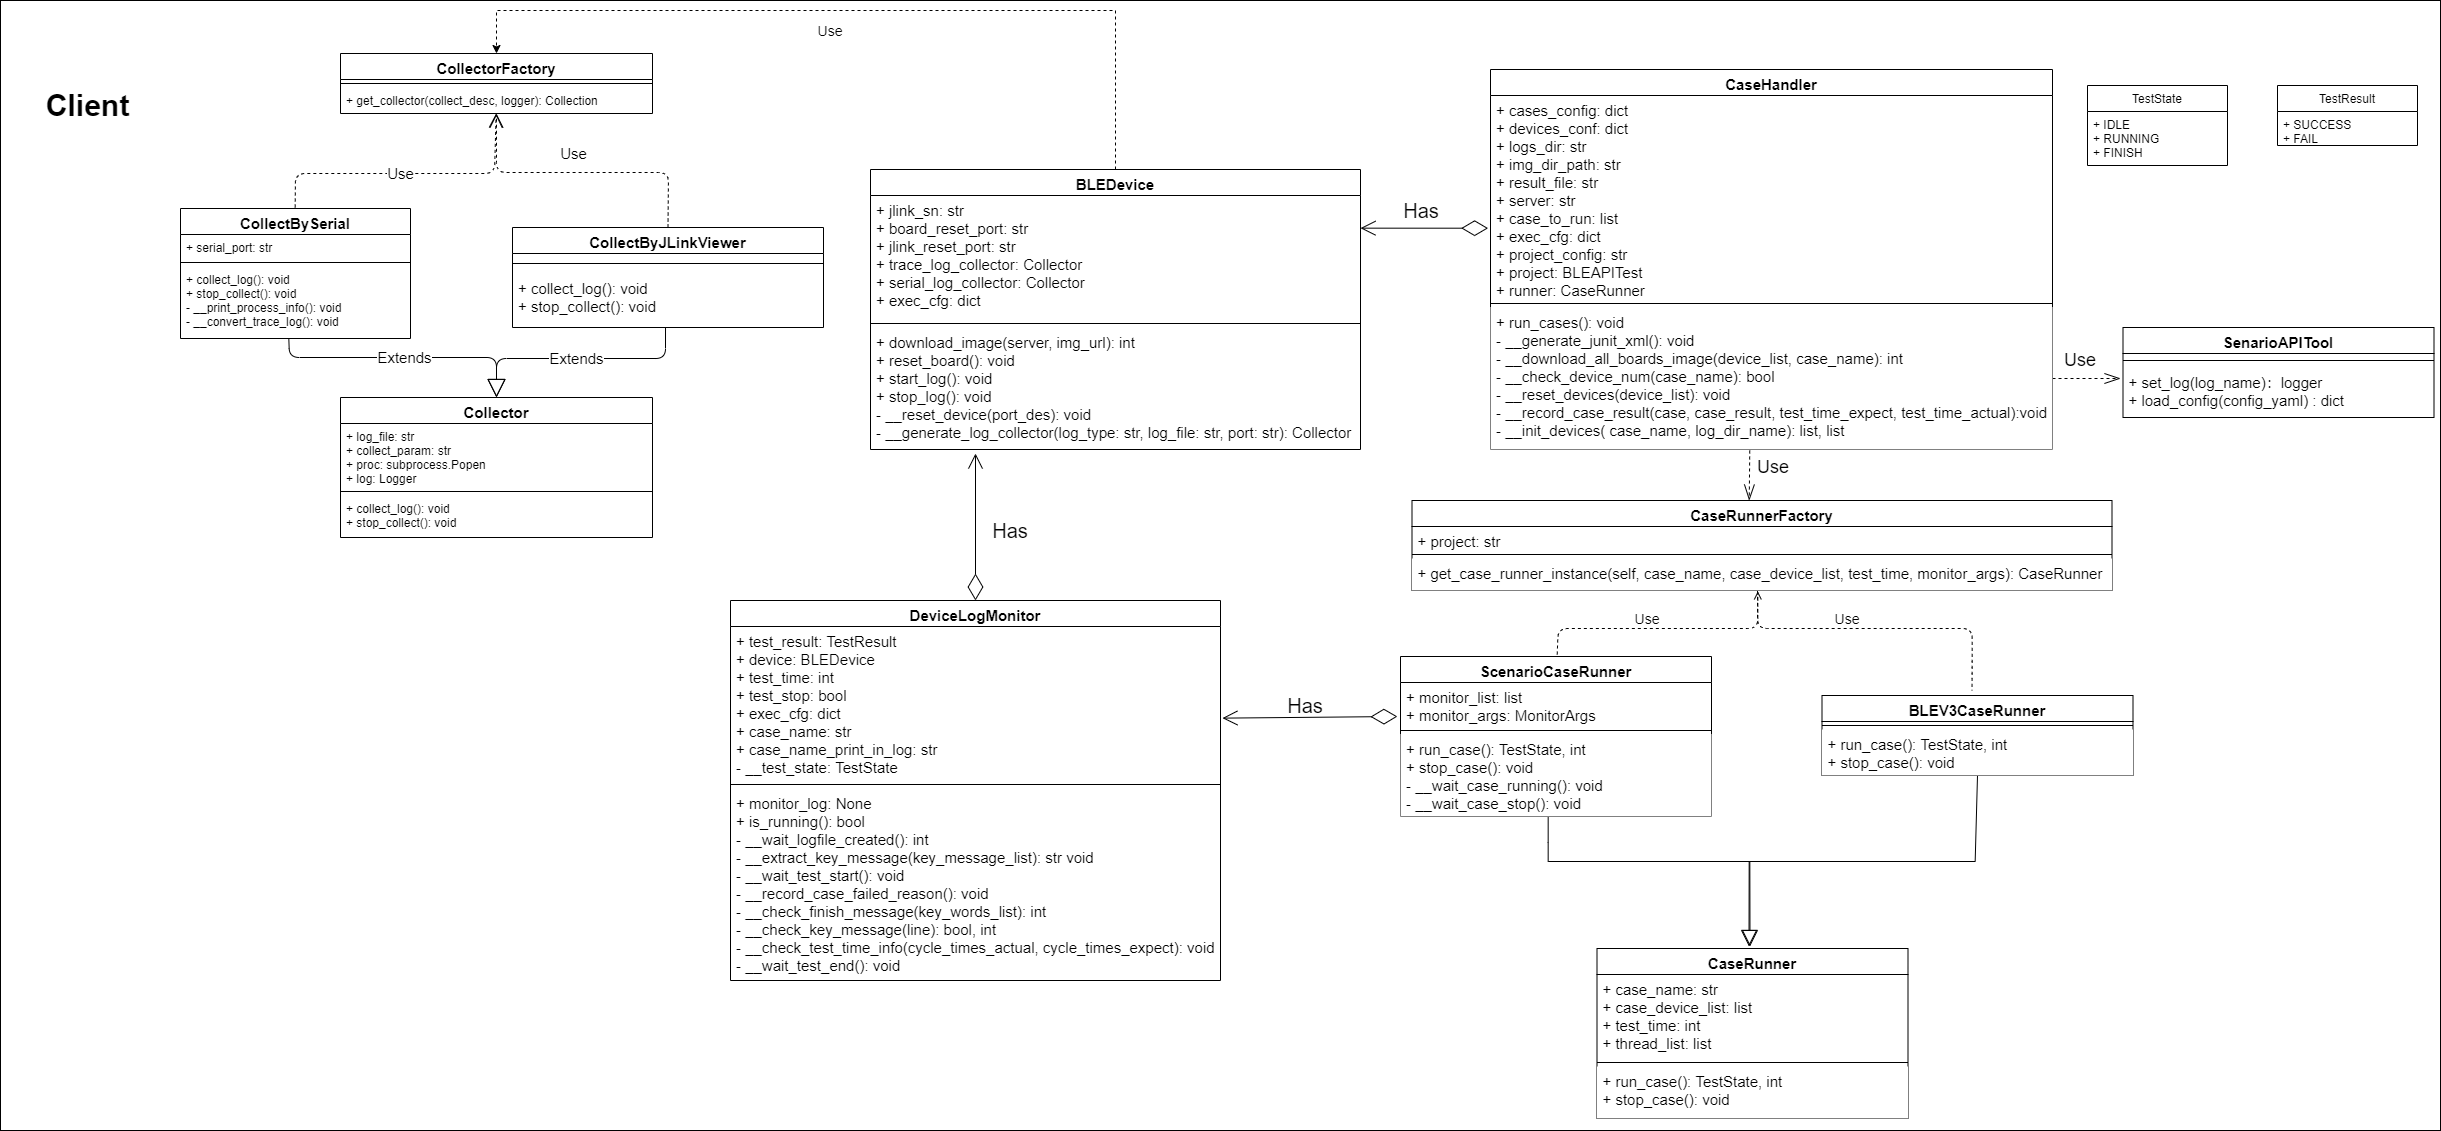 Client
Use
CollectorFactory
+ get_collector(collect_desc, logger): Collection
Use
Use
CollectBySerial
+ serial_port: str
+ collect_log(): void
+ stop_collect(): void
- __print_process_info(): void
- __convert_trace_log(): void
CollectByJLinkViewer
+ collect_log(): void
+ stop_collect(): void
Extends
Extends
Collector
+ log_file: str
+ collect_param: str
+ proc: subprocess.Popen
+ log: Logger
+ collect_log(): void
+ stop_collect(): void
BLEDevice
+ jlink_sn: str
+ board_reset_port: str
+ jlink_reset_port: str
+ trace_log_collector: Collector
+ serial_log_collector: Collector
+ exec_cfg: dict
+ download_image(server, img_url): int
+ reset_board(): void
+ start_log(): void
+ stop_log(): void
- __reset_device(port_des): void
- __generate_log_collector(log_type: str, log_file: str, port: str): Collector
Has
CaseHandler
+ cases_config: dict
+ devices_conf: dict
+ logs_dir: str
+ img_dir_path: str
+ result_file: str
+ server: str
+ case_to_run: list
+ exec_cfg: dict
+ project_config: str
+ project: BLEAPITest
+ runner: CaseRunner
+ run_cases(): void
- __generate_junit_xml(): void
- __download_all_boards_image(device_list, case_name): int
- __check_device_num(case_name): bool
- __reset_devices(device_list): void
- __record_case_result(case, case_result, test_time_expect, test_time_actual):void
- __init_devices( case_name, log_dir_name): list, list
TestState
+ IDLE
+ RUNNING
+ FINISH
TestResult
+ SUCCESS
+ FAIL
Use
SenarioAPITool
+ set_log(log_name)： logger
+ load_config(config_yaml) : dict
Use
CaseRunnerFactory
+ project: str
+ get_case_runner_instance(self, case_name, case_device_list, test_time, monitor_args): CaseRunner
Has
DeviceLogMonitor
+ test_result: TestResult
+ device: BLEDevice
+ test_time: int
+ test_stop: bool
+ exec_cfg: dict
+ case_name: str
+ case_name_print_in_log: str
- __test_state: TestState
+ monitor_log: None
+ is_running(): bool
- __wait_logfile_created(): int
- __extract_key_message(key_message_list): str void
- __wait_test_start(): void
- __record_case_failed_reason(): void
- __check_finish_message(key_words_list): int
- __check_key_message(line): bool, int
- __check_test_time_info(cycle_times_actual, cycle_times_expect): void
- __wait_test_end(): void
Has
Use
Use
ScenarioCaseRunner
+ monitor_list: list
+ monitor_args: MonitorArgs
+ run_case(): TestState, int
+ stop_case(): void
- __wait_case_running(): void
- __wait_case_stop(): void
BLEV3CaseRunner
+ run_case(): TestState, int
+ stop_case(): void
CaseRunner
+ case_name: str
+ case_device_list: list
+ test_time: int
+ thread_list: list
+ run_case(): TestState, int
+ stop_case(): void